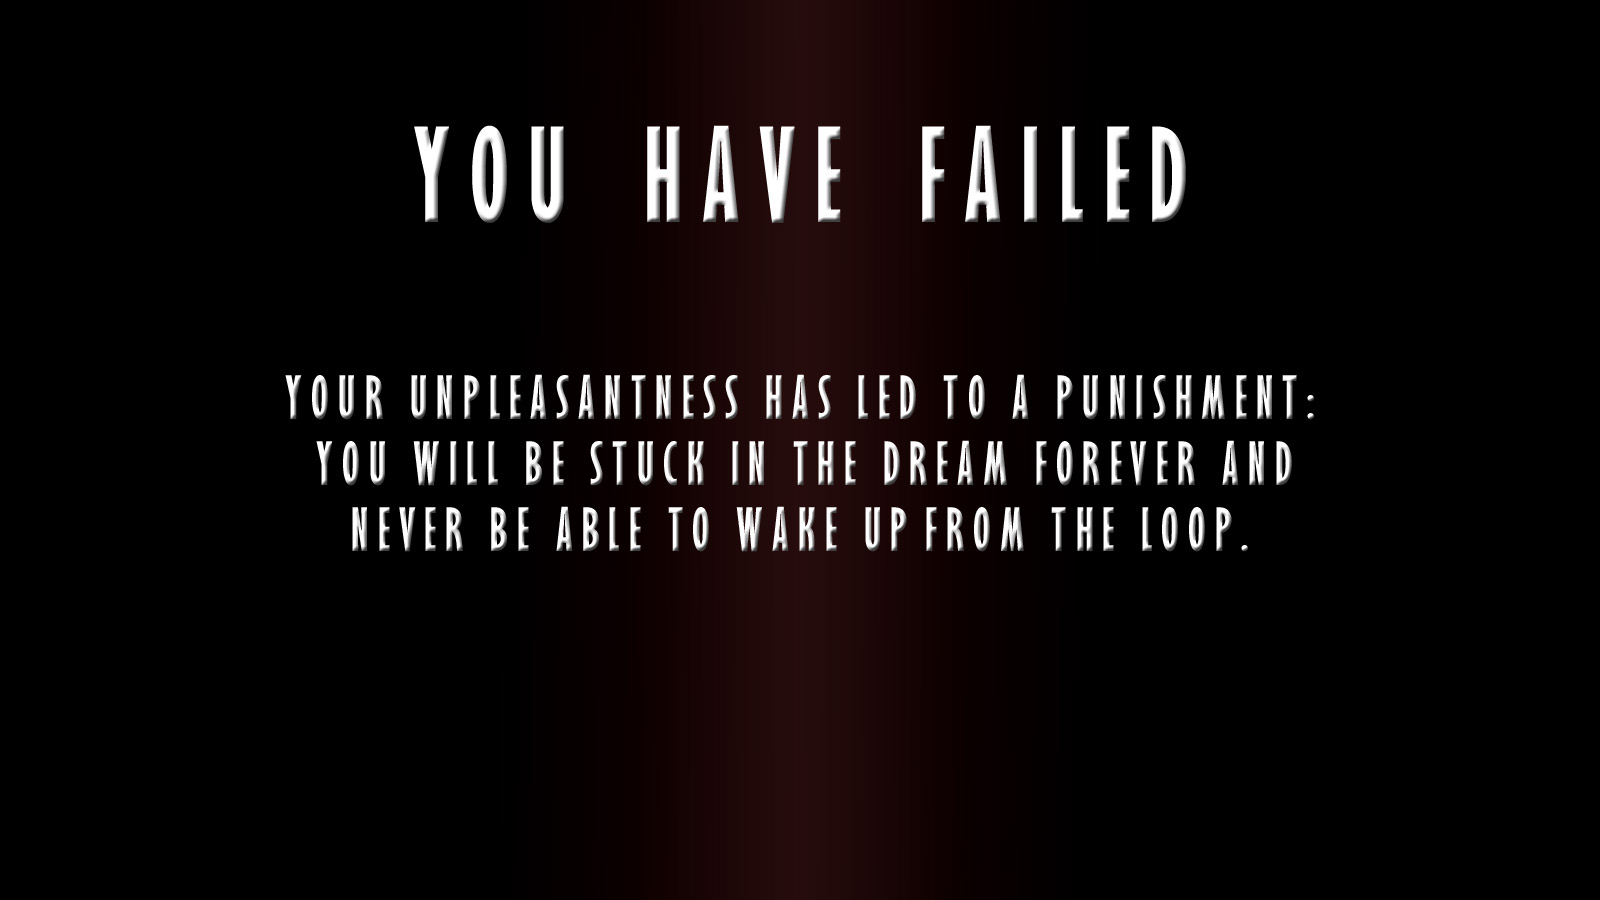 YOU HAVE FAILED
YOUR UNPLEASANTNESS HAS LED TO A PUNISHMENT:
YOU WILL BE STUCK IN THE DREAM FOREVER AND
NEVER BE ABLE TO WAKE UP FROM THE LOOP.